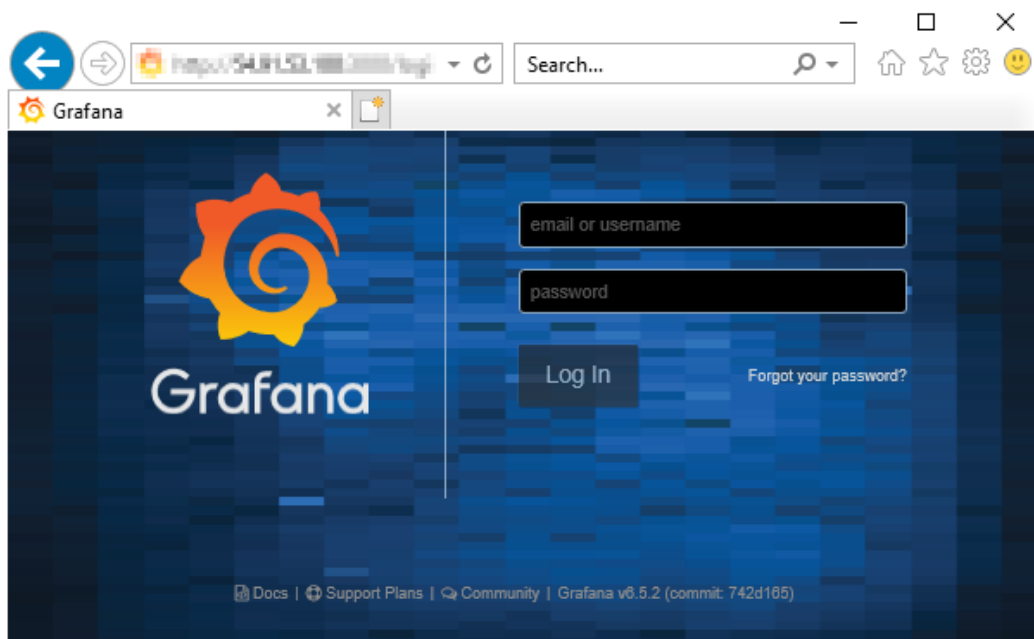 Search...
Grafana
email or username
password
Log In
Forgot your password?
Grafana
Docs | Support Plans | Community | Grafana v6.5.2 (commit: 742d165)